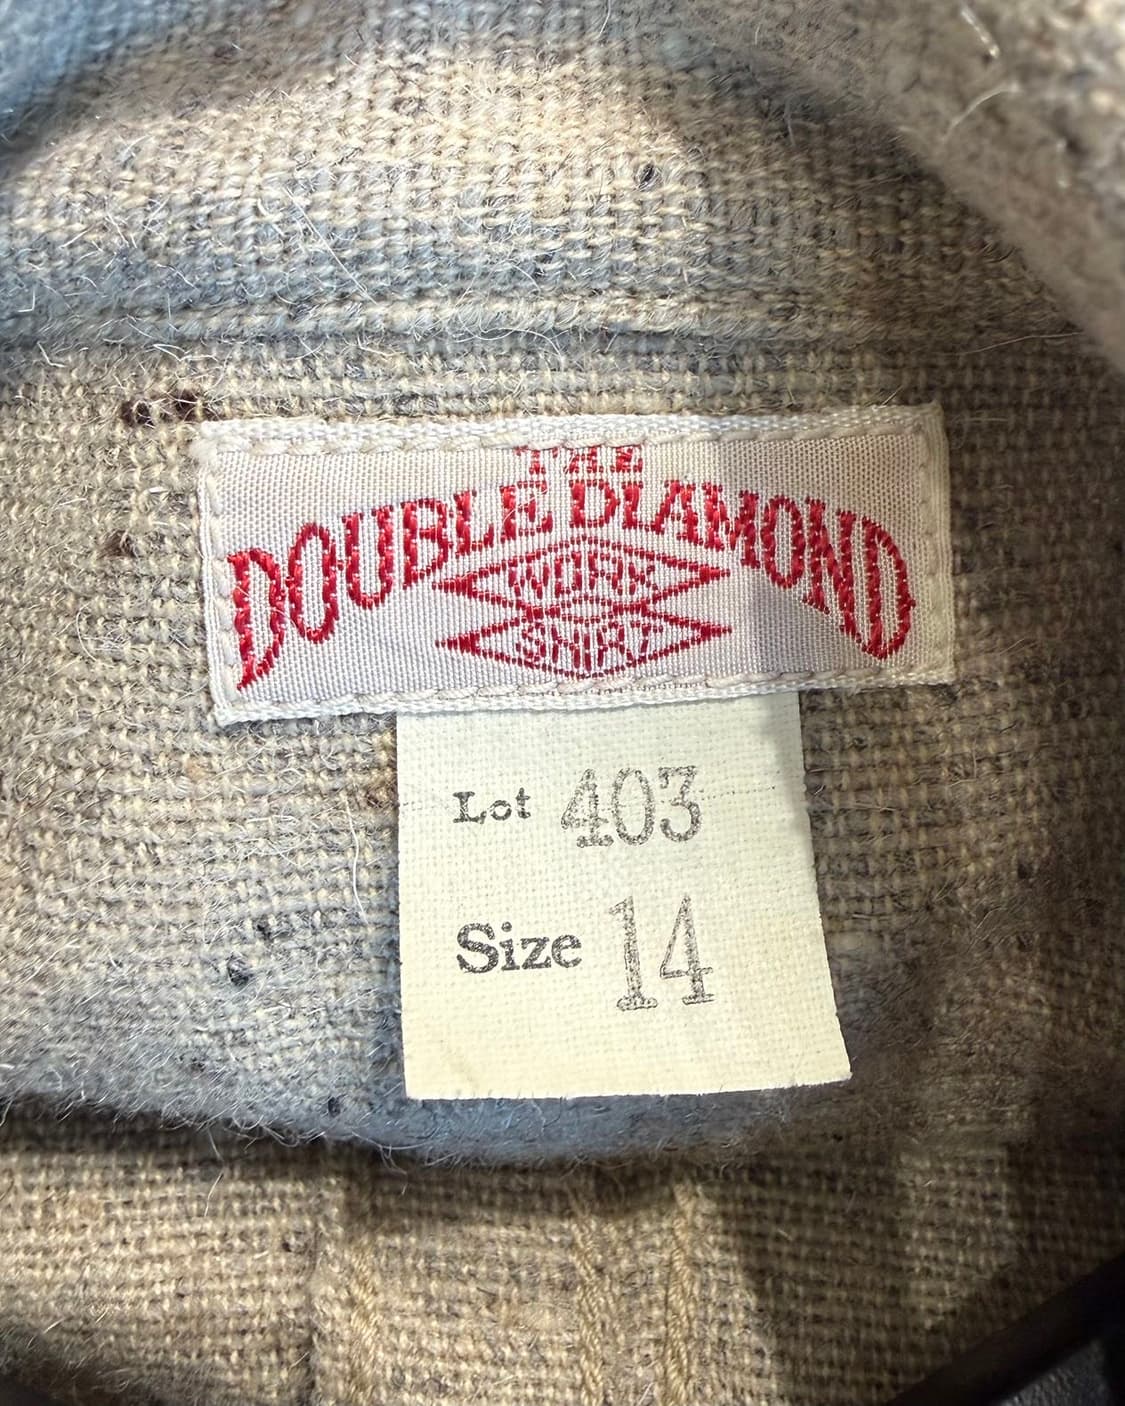 THE
DOUBLE DIAMOND
WORK
SHIRT
Lot 403
Size 14